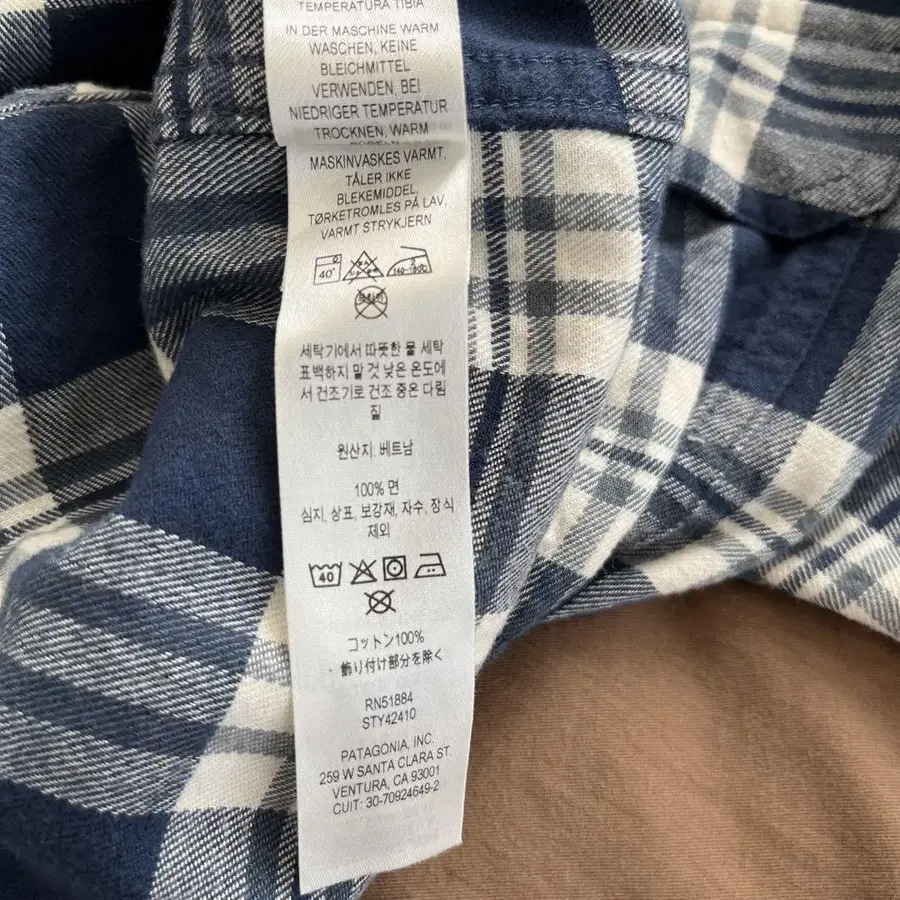 TEMPERATURA TIBIA
IN DER MASCHINE WARM
WASCHEN, KEINE
BLEICHMITTEL
VERWENDEN, BEI
NIEDRIGER TEMPERATUR
TROCKNEN, WARM
MASKINVASKES VARMT,
TÅLER IKKE
BLEKEMIDDEL,
TØRKETROMLES PÅ LAV,
VARMT STRYKJERN
40°
세탁기에서 따뜻한 물 세탁
표백하지 말 것 낮은 온도에
서 건조기로 건조 중온 다림
질
원산지: 베트남
100% 면
심지, 상표, 보강재, 자수, 장식
제외
40
コットン100%
・飾り付け部分を除く
RN51884
STY42410
PATAGONIA, INC.
259 W SANTA CLARA ST
VENTURA, CA 93001
CUIT: 30-70924649-2